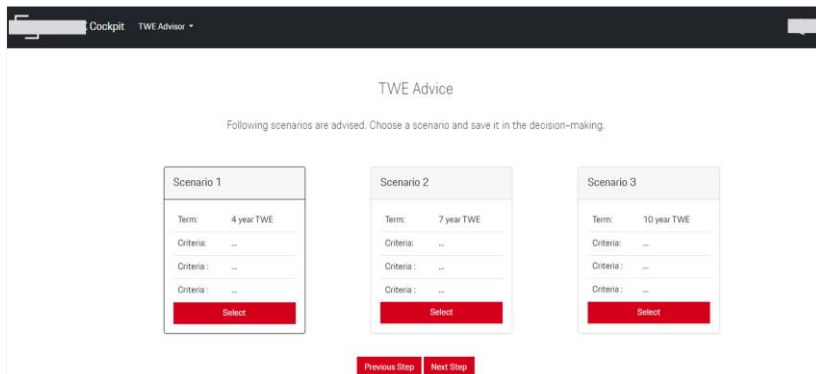 Cockpit TWE Advisor
TWE Advice
Following scenarios are advised. Choose a scenario and save it in the decision-making.
Scenario 1
Term: 4 year TWE
Criteria: ...
Criteria : ...
Criteria : ...
Select
Scenario 2
Term: 7 year TWE
Criteria: ...
Criteria : ...
Criteria : ...
Select
Scenario 3
Term: 10 year TWE
Criteria: ...
Criteria : ...
Criteria : ...
Select
Previous Step Next Step